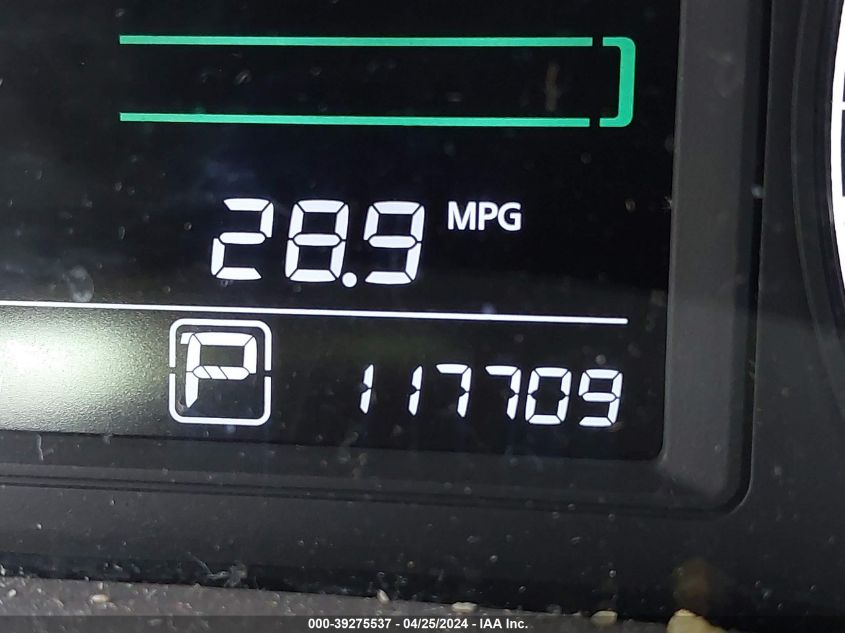 28.9 MPG
P 117709
000-39275537 - 04/25/2024 - IAA Inc.